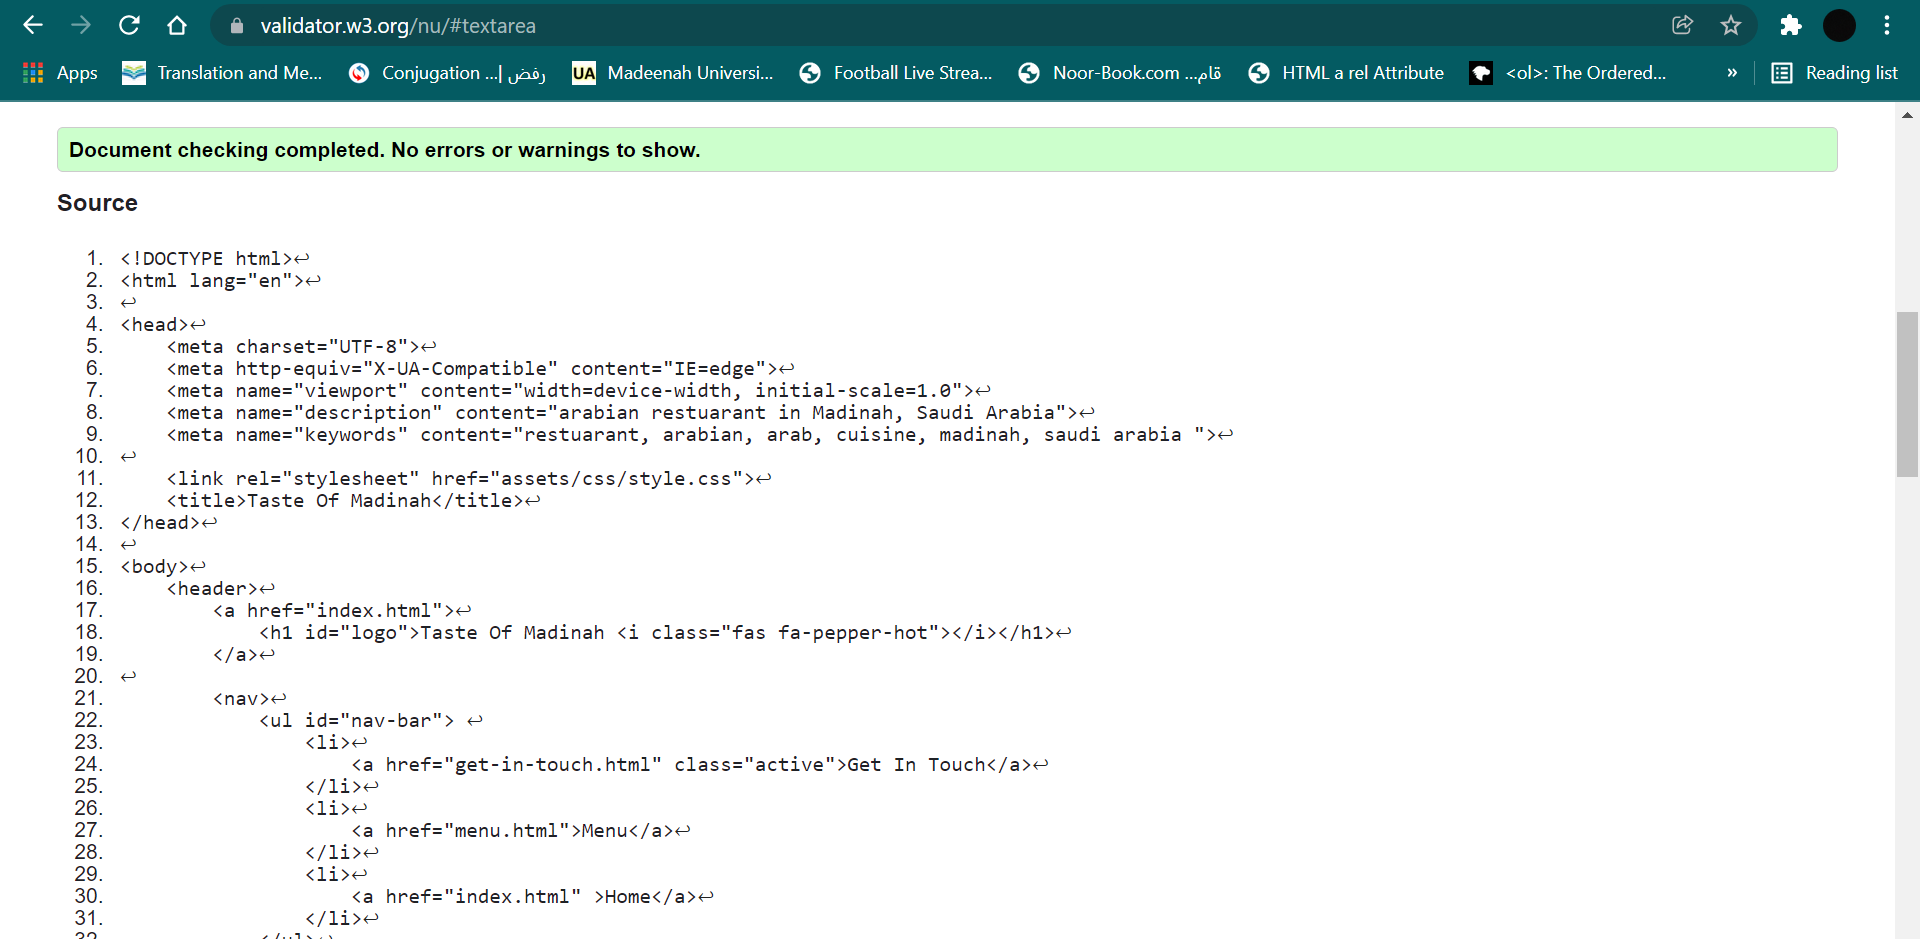 validator.w3.org/nu/#textarea
Apps Translation and Me... Conjugation ...| رفض UA Madeenah Universi... Football Live Strea... Noor-Book.com ...قام HTML a rel Attribute <ol>: The Ordered... » Reading list
Document checking completed. No errors or warnings to show.
Source
1. <!DOCTYPE html>↩
2. <html lang="en">↩
3. ↩
4. <head>↩
5. <meta charset="UTF-8">↩
6. <meta http-equiv="X-UA-Compatible" content="IE=edge">↩
7. <meta name="viewport" content="width=device-width, initial-scale=1.0">↩
8. <meta name="description" content="arabian restuarant in Madinah, Saudi Arabia">↩
9. <meta name="keywords" content="restuarant, arabian, arab, cuisine, madinah, saudi arabia ">↩
10. ↩
11. <link rel="stylesheet" href="assets/css/style.css">↩
12. <title>Taste Of Madinah</title>↩
13. </head>↩
14. ↩
15. <body>↩
16. <header>↩
17. <a href="index.html">↩
18. <h1 id="logo">Taste Of Madinah <i class="fas fa-pepper-hot"></i></h1>↩
19. </a>↩
20. ↩
21. <nav>↩
22. <ul id="nav-bar"> ↩
23. <li>↩
24. <a href="get-in-touch.html" class="active">Get In Touch</a>↩
25. </li>↩
26. <li>↩
27. <a href="menu.html">Menu</a>↩
28. </li>↩
29. <li>↩
30. <a href="index.html" >Home</a>↩
31. </li>↩
32. </ul>↩